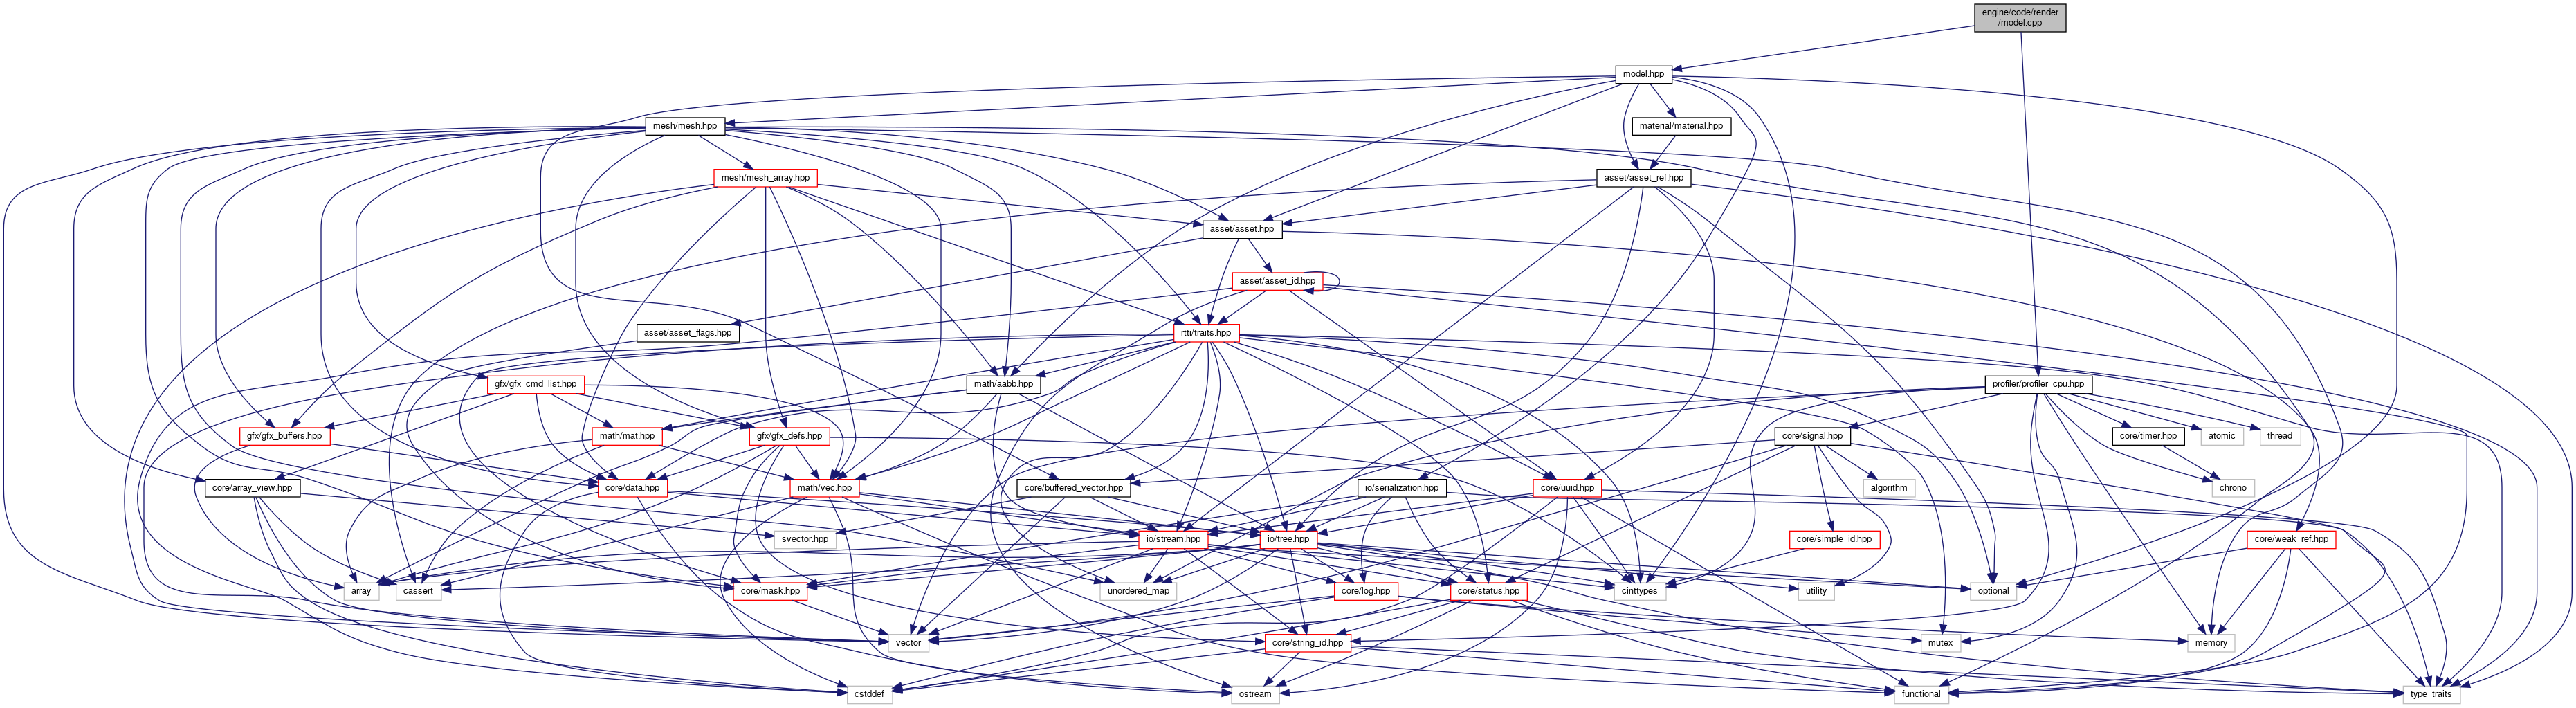 engine/code/render
/model.cpp
model.hpp
mesh/mesh.hpp
material/material.hpp
mesh/mesh_array.hpp
asset/asset_ref.hpp
asset/asset.hpp
asset/asset_id.hpp
asset/asset_flags.hpp
rtti/traits.hpp
gfx/gfx_cmd_list.hpp
math/aabb.hpp
profiler/profiler_cpu.hpp
gfx/gfx_buffers.hpp
math/mat.hpp
gfx/gfx_defs.hpp
core/signal.hpp
core/timer.hpp
atomic
thread
core/array_view.hpp
core/data.hpp
math/vec.hpp
core/buffered_vector.hpp
io/serialization.hpp
core/uuid.hpp
algorithm
chrono
svector.hpp
io/stream.hpp
io/tree.hpp
core/simple_id.hpp
core/weak_ref.hpp
array
cassert
core/mask.hpp
unordered_map
core/log.hpp
core/status.hpp
cinttypes
utility
optional
vector
core/string_id.hpp
mutex
memory
cstddef
ostream
functional
type_traits